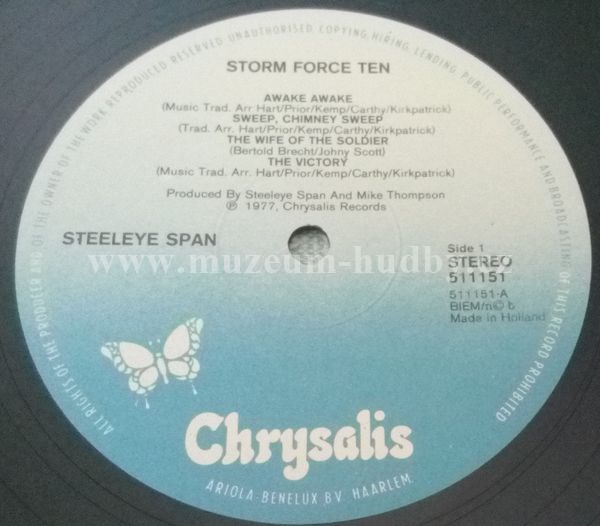 ALL RIGHTS OF THE PRODUCER AND OF THE OWNER OF THE WORK REPRODUCED RESERVED. UNAUTHORISED COPYING, HIRING, LENDING, PUBLIC PERFORMANCE AND BROADCASTING OF THIS RECORD PROHIBITED
STORM FORCE TEN
AWAKE AWAKE
(Music Trad. Arr Hart/Prior/Kemp/Carthy/Kirkpatrick)
SWEEP, CHIMNEY SWEEP
(Trad. Arr. Hart/Prior/Kemp/Carthy/Kirkpatrick)
THE WIFE OF THE SOLDIER
(Bertold Brecht/Johny Scott)
THE VICTORY
(Music Trad. Arr. Hart/Prior/Kemp/Carthy/Kirkpatrick)
Produced By Steeleye Span And Mike Thompson
℗ 1977, Chrysalis Records
STEELEYE SPAN
Side 1
STEREO
511151
511151-A
BIEM/n©b
Made in Holland
Chrysalis
ARIOLA-BENELUX B.V. HAARLEM.